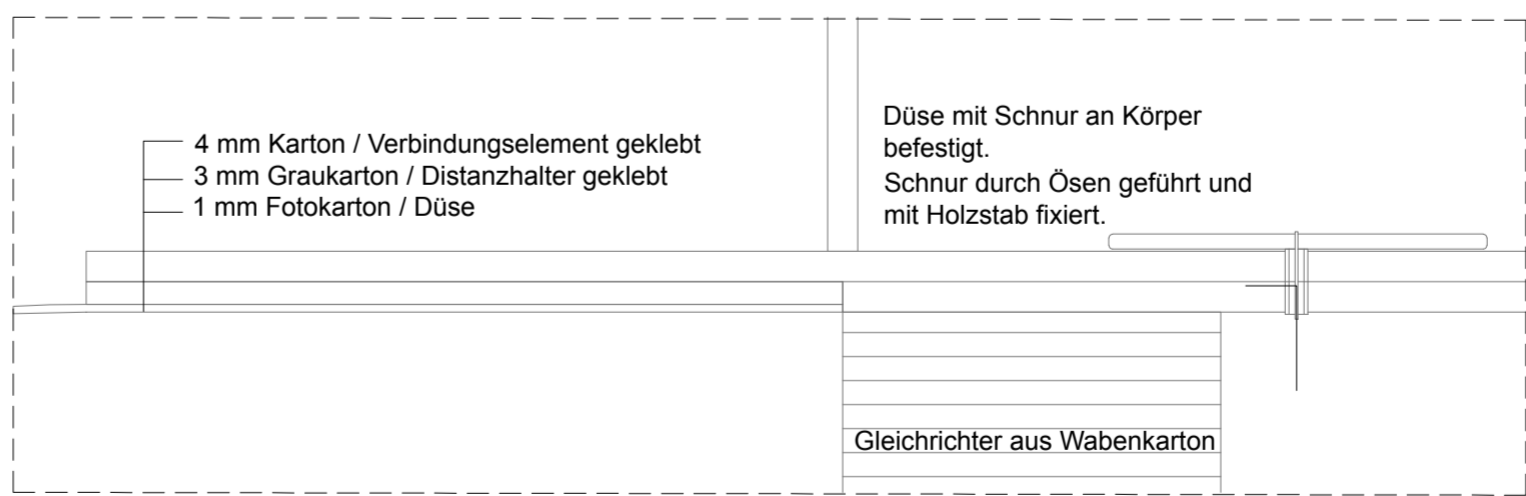 4 mm Karton / Verbindungselement geklebt
3 mm Graukarton / Distanzhalter geklebt
1 mm Fotokarton / Düse
Düse mit Schnur an Körper
befestigt.
Schnur durch Ösen geführt und
mit Holzstab fixiert.
Gleichrichter aus Wabenkarton